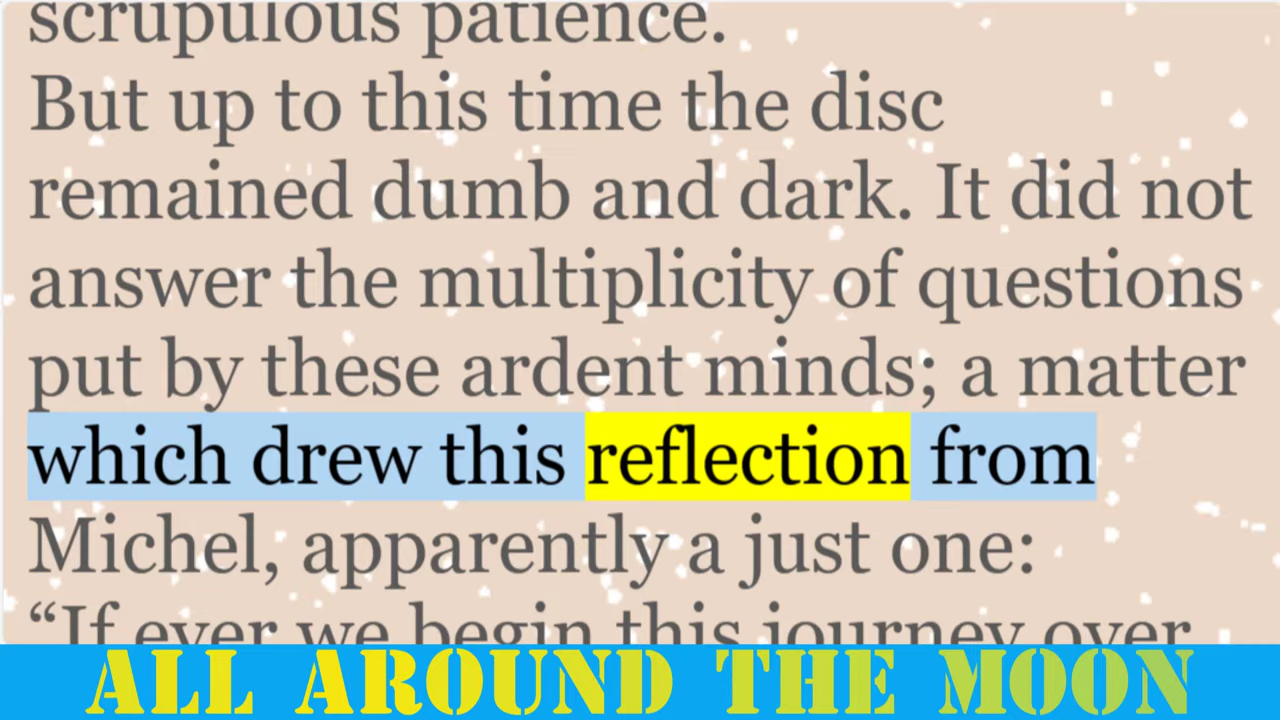 scrupulous patience.
But up to this time the disc
remained dumb and dark. It did not
answer the multiplicity of questions
put by these ardent minds; a matter
which drew this reflection from
Michel, apparently a just one:
“If ever we begin this journey over
ALL AROUND THE MOON